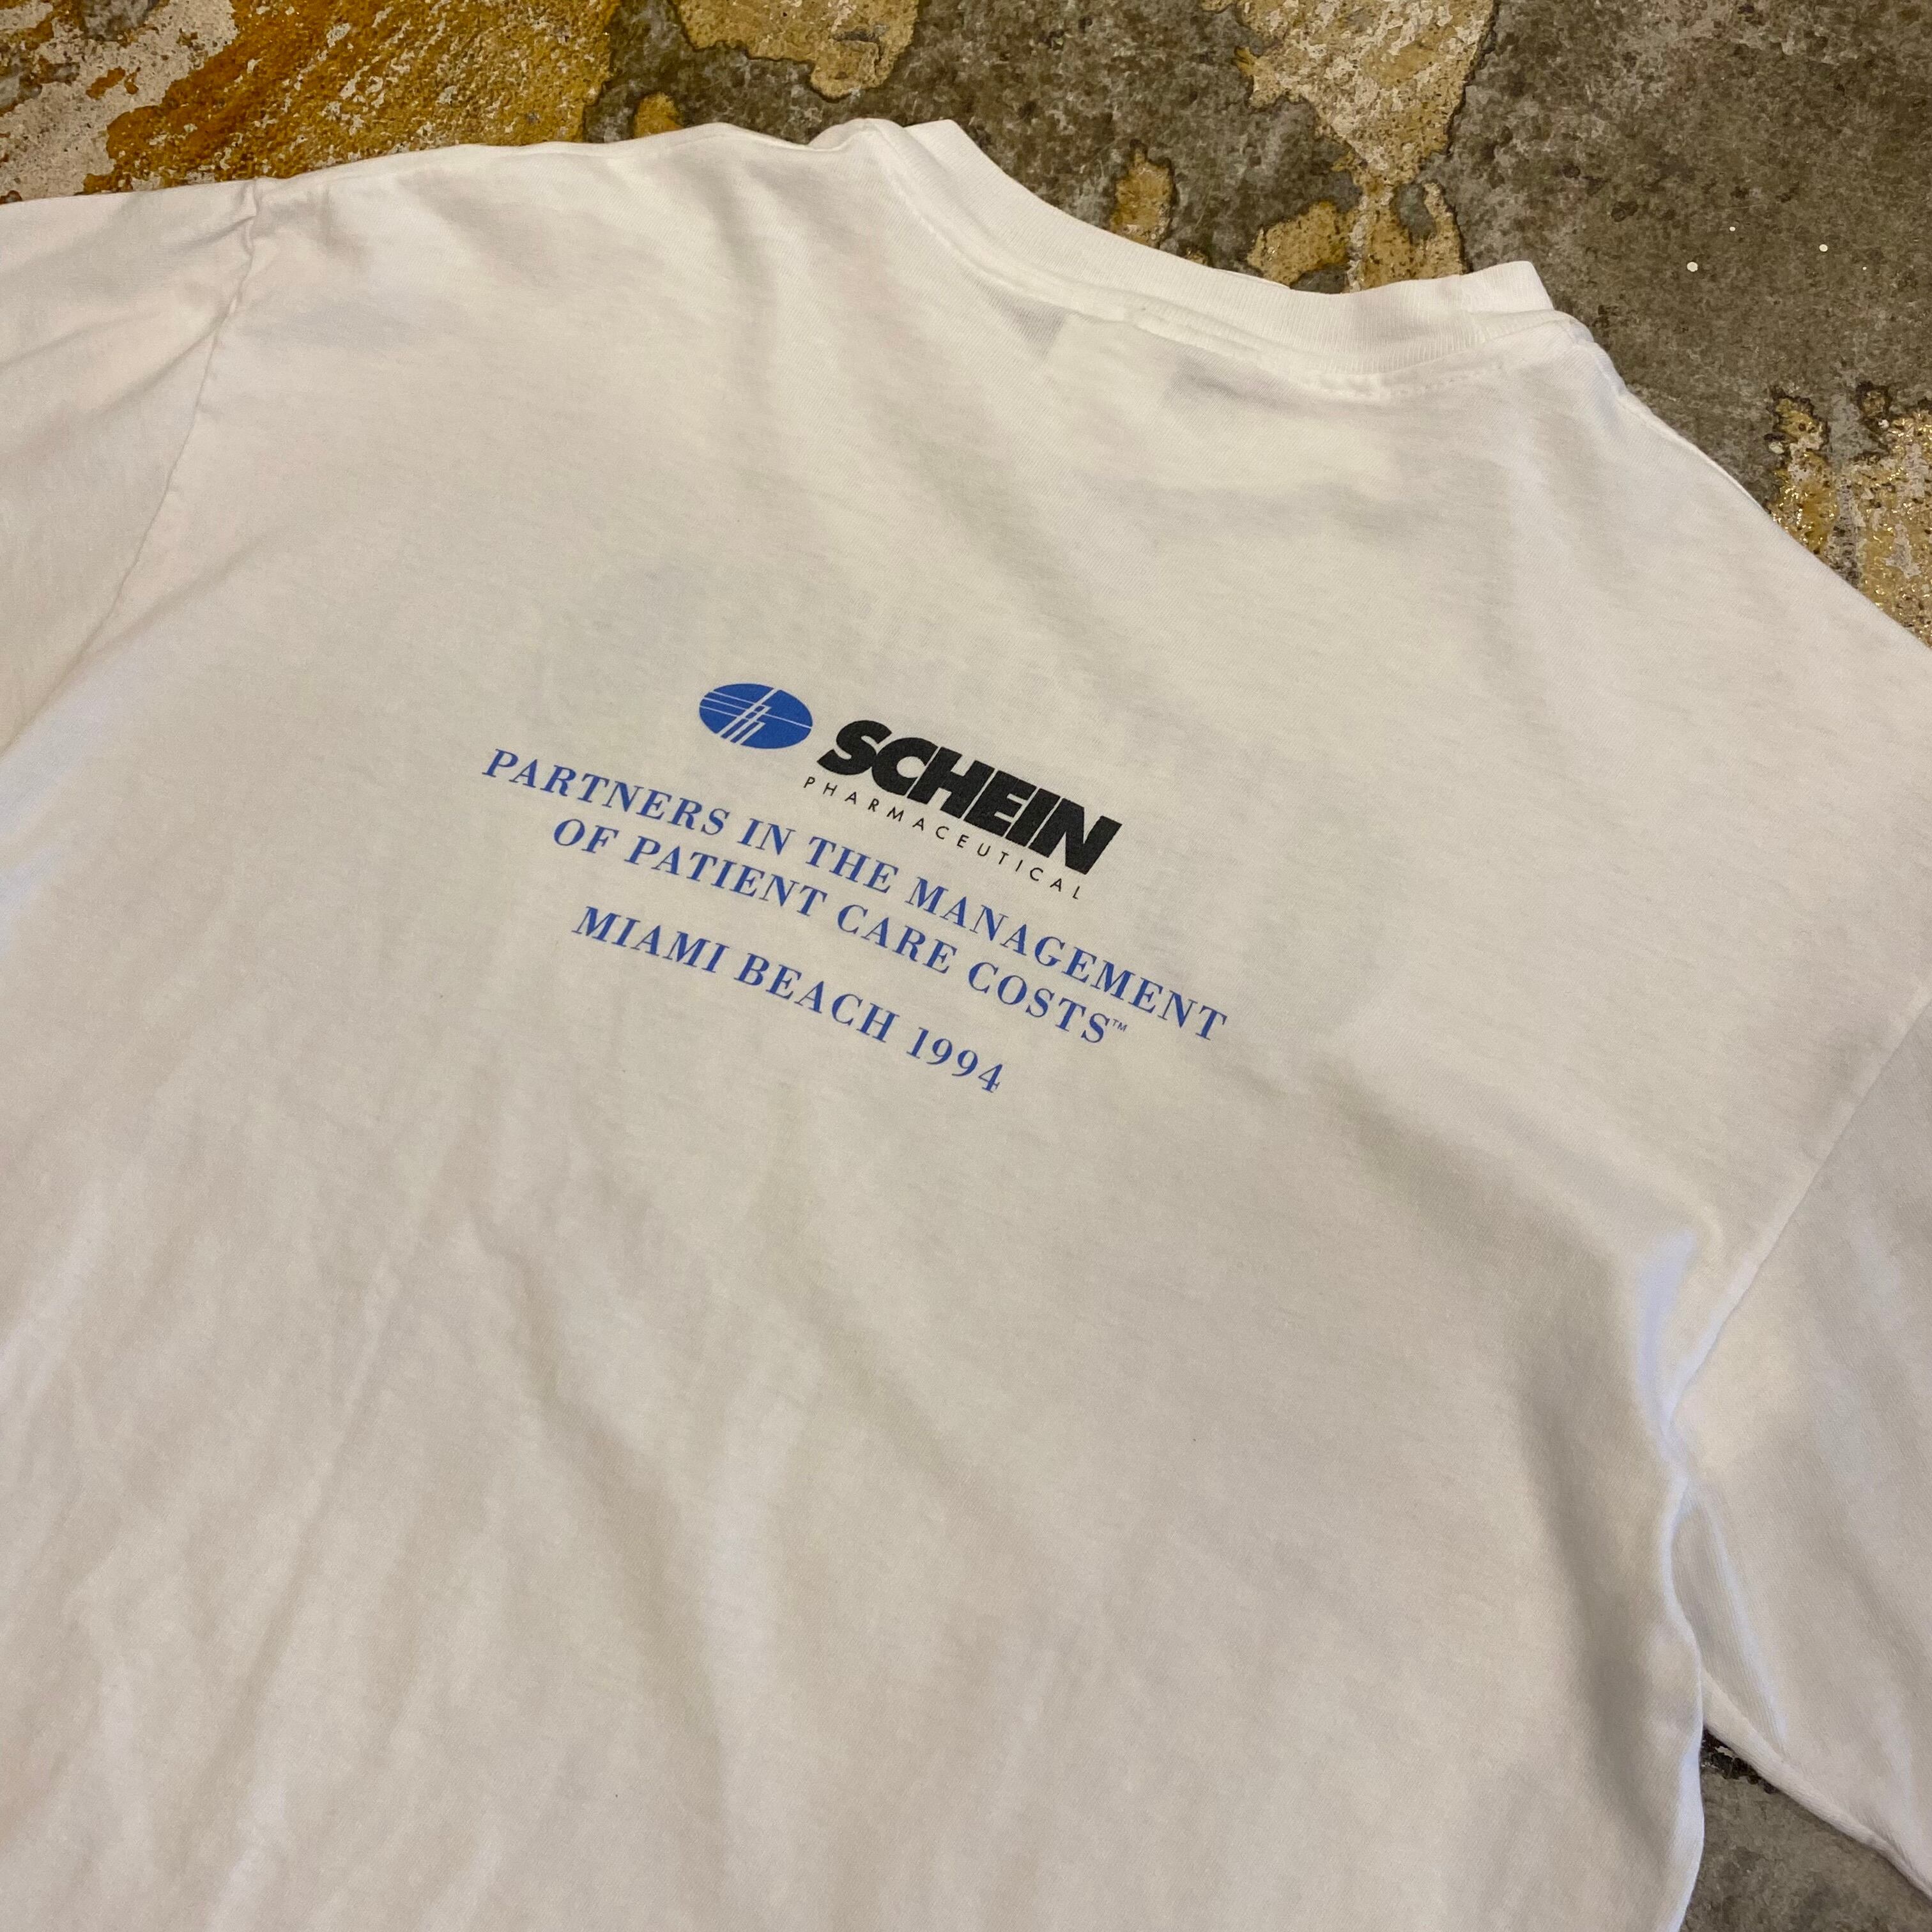 SCHEIN
PHARMACEUTICAL
PARTNERS IN THE MANAGEMENT
OF PATIENT CARE COSTS™
MIAMI BEACH 1994